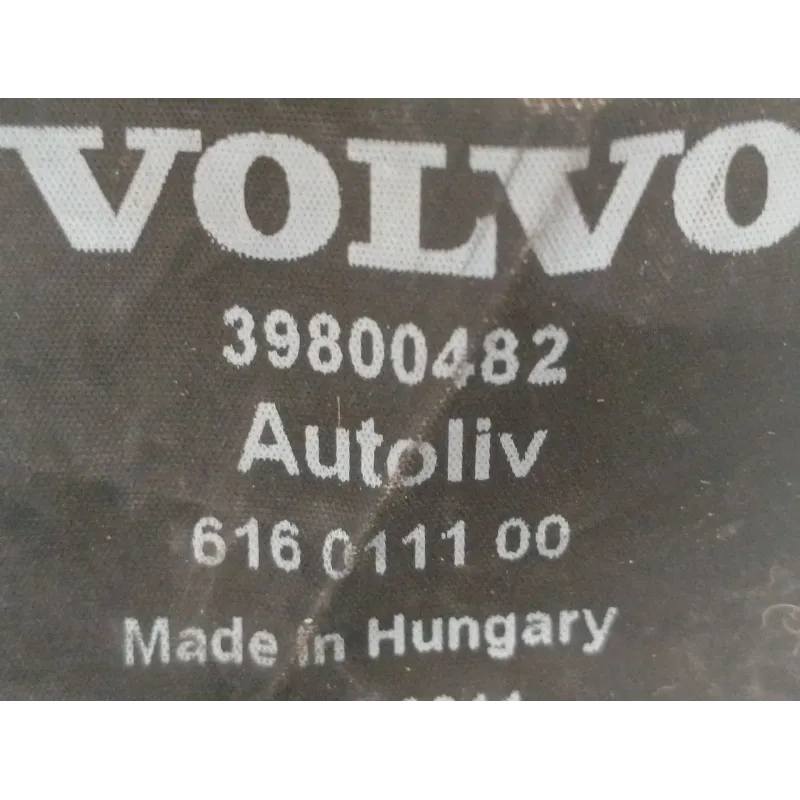 VOLVO
39800482
Autoliv
616 0111 00
Made in Hungary